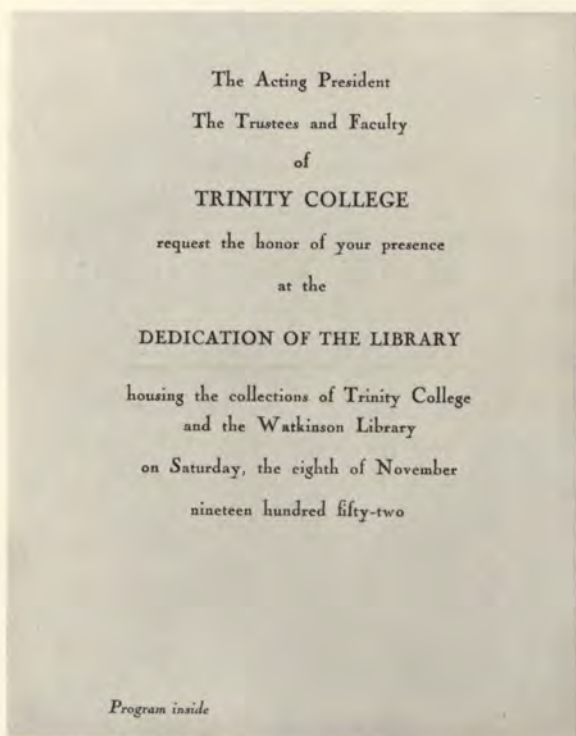 The Acting President
The Trustees and Faculty
of
TRINITY COLLEGE
request the honor of your presence
at the
DEDICATION OF THE LIBRARY
housing the collections of Trinity College
and the Watkinson Library
on Saturday, the eighth of November
nineteen hundred fifty-two
Program inside